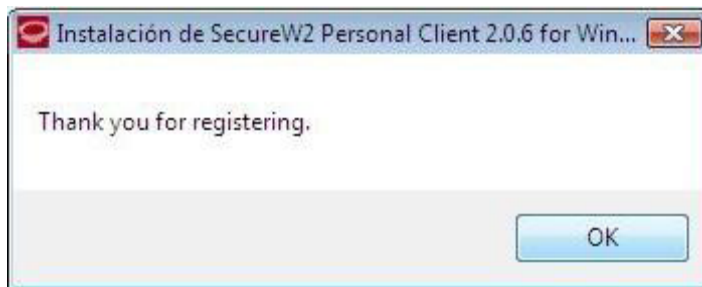 Instalación de SecureW2 Personal Client 2.0.6 for Win...
Thank you for registering.
OK